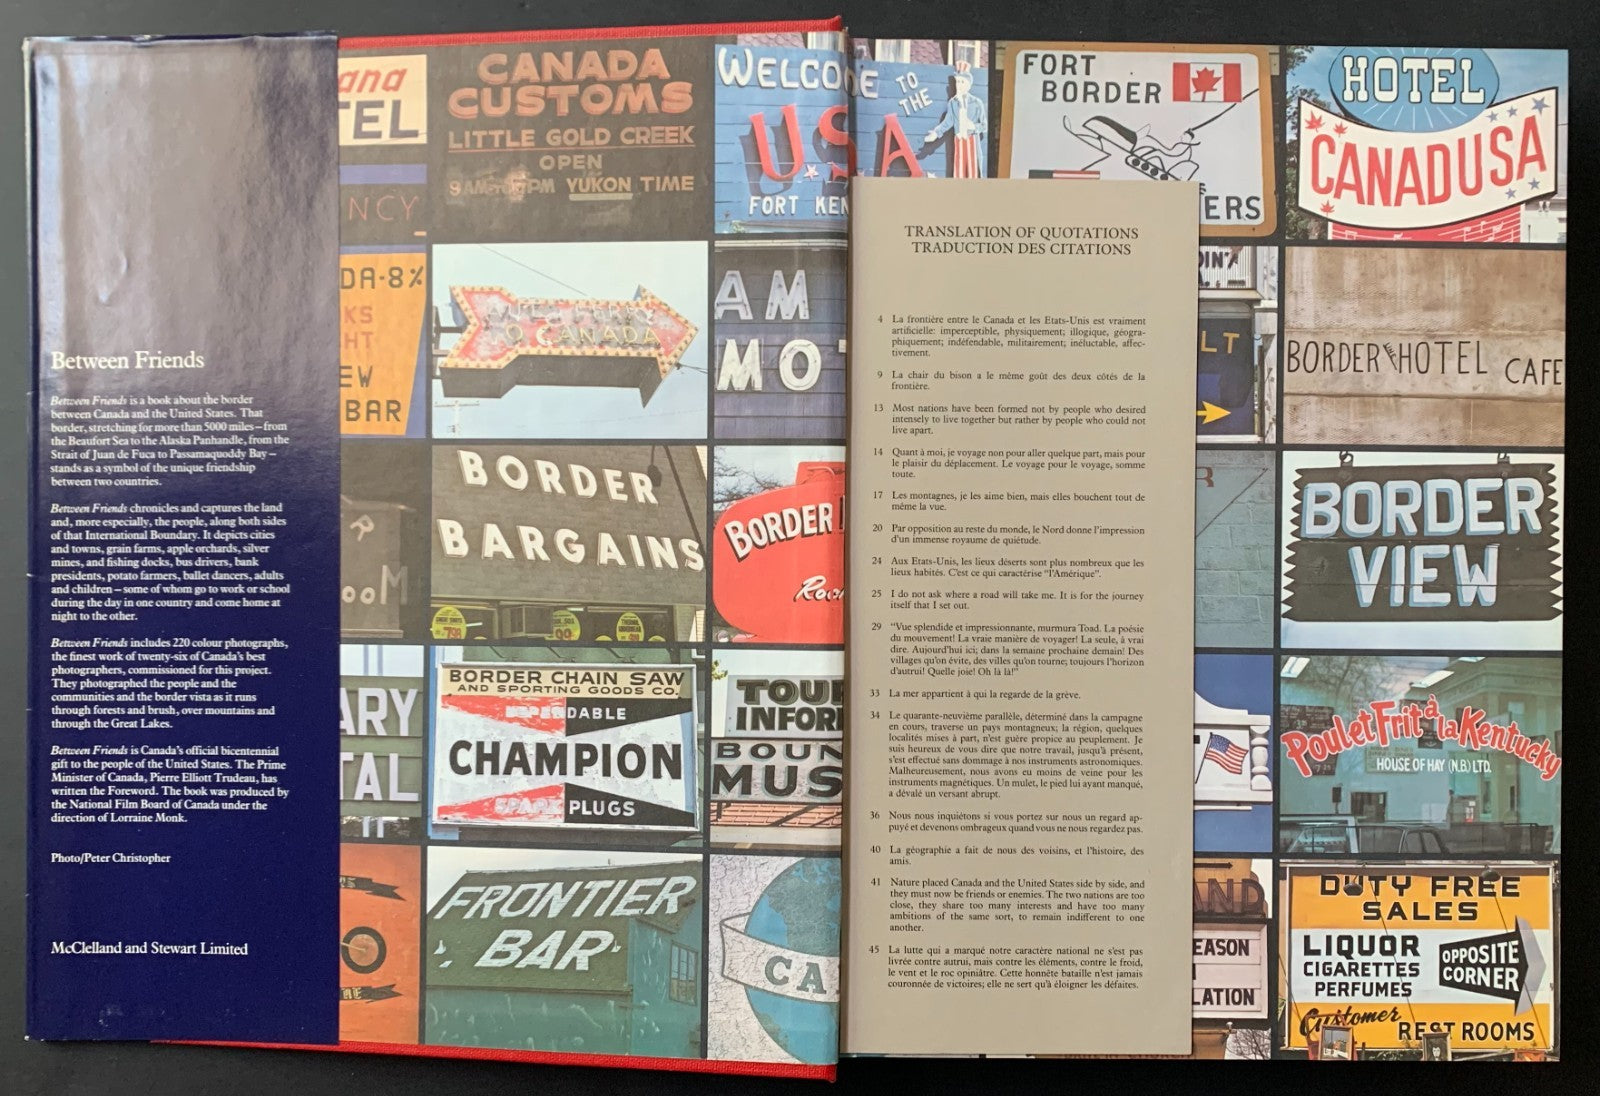 Between Friends
Between Friends is a book about the border
between Canada and the United States. That
border, stretching for more than 5000 miles – from
the Beaufort Sea to the Alaska Panhandle, from the
Strait of Juan de Fuca to Passamaquoddy Bay –
stands as a symbol of the unique friendship
between two countries.
Between Friends chronicles and captures the land
and, more especially, the people, along both sides
of that International Boundary. It depicts cities
and towns, grain farms, apple orchards, silver
mines, and fishing docks, bus drivers, bank
presidents, potato farmers, ballet dancers, adults
and children – some of whom go to work or school
during the day in one country and come home at
night to the other.
Between Friends includes 220 colour photographs,
the finest work of twenty-six of Canada's best
photographers, commissioned for this project.
They photographed the people and the
communities and the border vista as it runs
through forests and brush, over mountains and
through the Great Lakes.
Between Friends is Canada's official bicentennial
gift to the people of the United States. The Prime
Minister of Canada, Pierre Elliott Trudeau, has
written the Foreword. The book was produced by
the National Film Board of Canada under the
direction of Lorraine Monk.
Photo/Peter Christopher
McClelland and Stewart Limited
ana
TEL
NCY
CANADA
CUSTOMS
LITTLE GOLD CREEK
OPEN
YUKON TIME
WELCOME TO
THE
USA
FORT KEN
FORT
BORDER
ERS
HOTEL
CANADUSA
DA-8%
KS
HT
EW
BAR
O CANADA
AM
MO
LT
BORDER HOTEL CAFE
R
OOM
BORDER
BARGAINS
BORDER
Roo
R
BORDER
VIEW
ARY
TAL
BORDER CHAIN SAW
AND SPORTING GOODS CO.
DEPENDABLE
CHAMPION
SPARK PLUGS
TOUR
INFOR
BOUN
MUS
T
Poulet Frit à la Kentucky
HOUSE OF HAY (N.B.) LTD.
FRONTIER
BAR
CA
AND
EASON
LATION
DUTY FREE
SALES
LIQUOR
CIGARETTES
PERFUMES
OPPOSITE
CORNER
Customer
REST ROOMS
TRANSLATION OF QUOTATIONS
TRADUCTION DES CITATIONS
4 La frontière entre le Canada et les Etats-Unis est vraiment
artificielle: imperceptible, physiquement; illogique, géogra-
phiquement; indéfendable, militairement; inéluctable, affec-
tivement.
9 La chair du bison a le même goût des deux côtés de la
frontière.
13 Most nations have been formed not by people who desired
intensely to live together but rather by people who could not
live apart.
14 Quant à moi, je voyage non pour aller quelque part, mais pour
le plaisir du déplacement. Le voyage pour le voyage, somme
toute.
17 Les montagnes, je les aime bien, mais elles bouchent tout de
même la vue.
20 Par opposition au reste du monde, le Nord donne l'impression
d'un immense royaume de quiétude.
24 Aux Etats-Unis, les lieux déserts sont plus nombreux que les
lieux habités. C'est ce qui caractérise "l'Amérique".
25 I do not ask where a road will take me. It is for the journey
itself that I set out.
29 "Vue splendide et impressionnante, murmura Toad. La poésie
du mouvement! La vraie manière de voyager! La seule, à vrai
dire. Aujourd'hui ici; dans la semaine prochaine demain! Des
villages qu'on évite, des villes qu'on tourne; toujours l'horizon
d'autrui! Quelle joie! Oh là là!"
33 La mer appartient à qui la regarde de la grève.
34 Le quarante-neuvième parallèle, déterminé dans la campagne
en cours, traverse un pays montagneux; la région, quelques
localités mises à part, n'est guère propice au peuplement. Je
suis heureux de vous dire que notre travail, jusqu'à présent,
s'est effectué sans dommage à nos instruments astronomiques.
Malheureusement, nous avons eu moins de veine pour les
instruments magnétiques. Un mulet, le pied lui ayant manqué,
a dévalé un versant abrupt.
36 Nous nous inquiétons si vous portez sur nous un regard ap-
puyé et devenons ombrageux quand vous ne nous regardez pas.
40 La géographie a fait de nous des voisins, et l'histoire, des
amis.
41 Nature placed Canada and the United States side by side, and
they must now be friends or enemies. The two nations are too
close, they share too many interests and have too many
ambitions of the same sort, to remain indifferent to one
another.
45 La lutte qui a marqué notre caractère national ne s'est pas
livrée contre autrui, mais contre les éléments, contre le froid,
le vent et le roc opiniâtre. Cette honnête bataille n'est jamais
couronnée de victoires; elle ne sert qu'à éloigner les défaites.